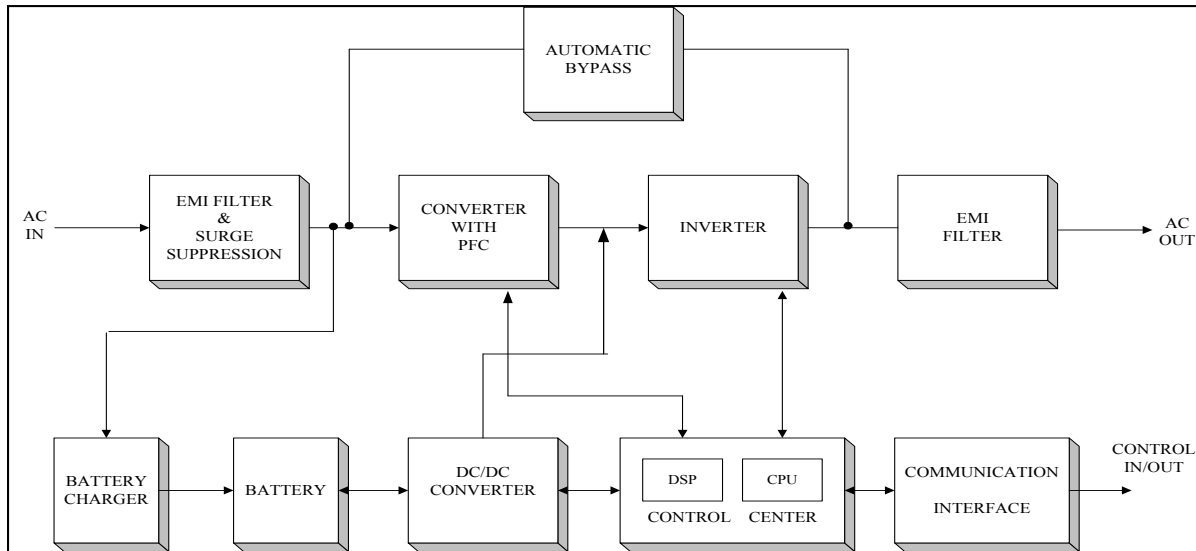 AUTOMATIC
BYPASS
AC
IN
EMI FILTER
&
SURGE
SUPPRESSION
CONVERTER
WITH
PFC
INVERTER
EMI
FILTER
AC
OUT
BATTERY
CHARGER
BATTERY
DC/DC
CONVERTER
DSP
CPU
CONTROL CENTER
COMMUNICATION
INTERFACE
CONTROL
IN/OUT